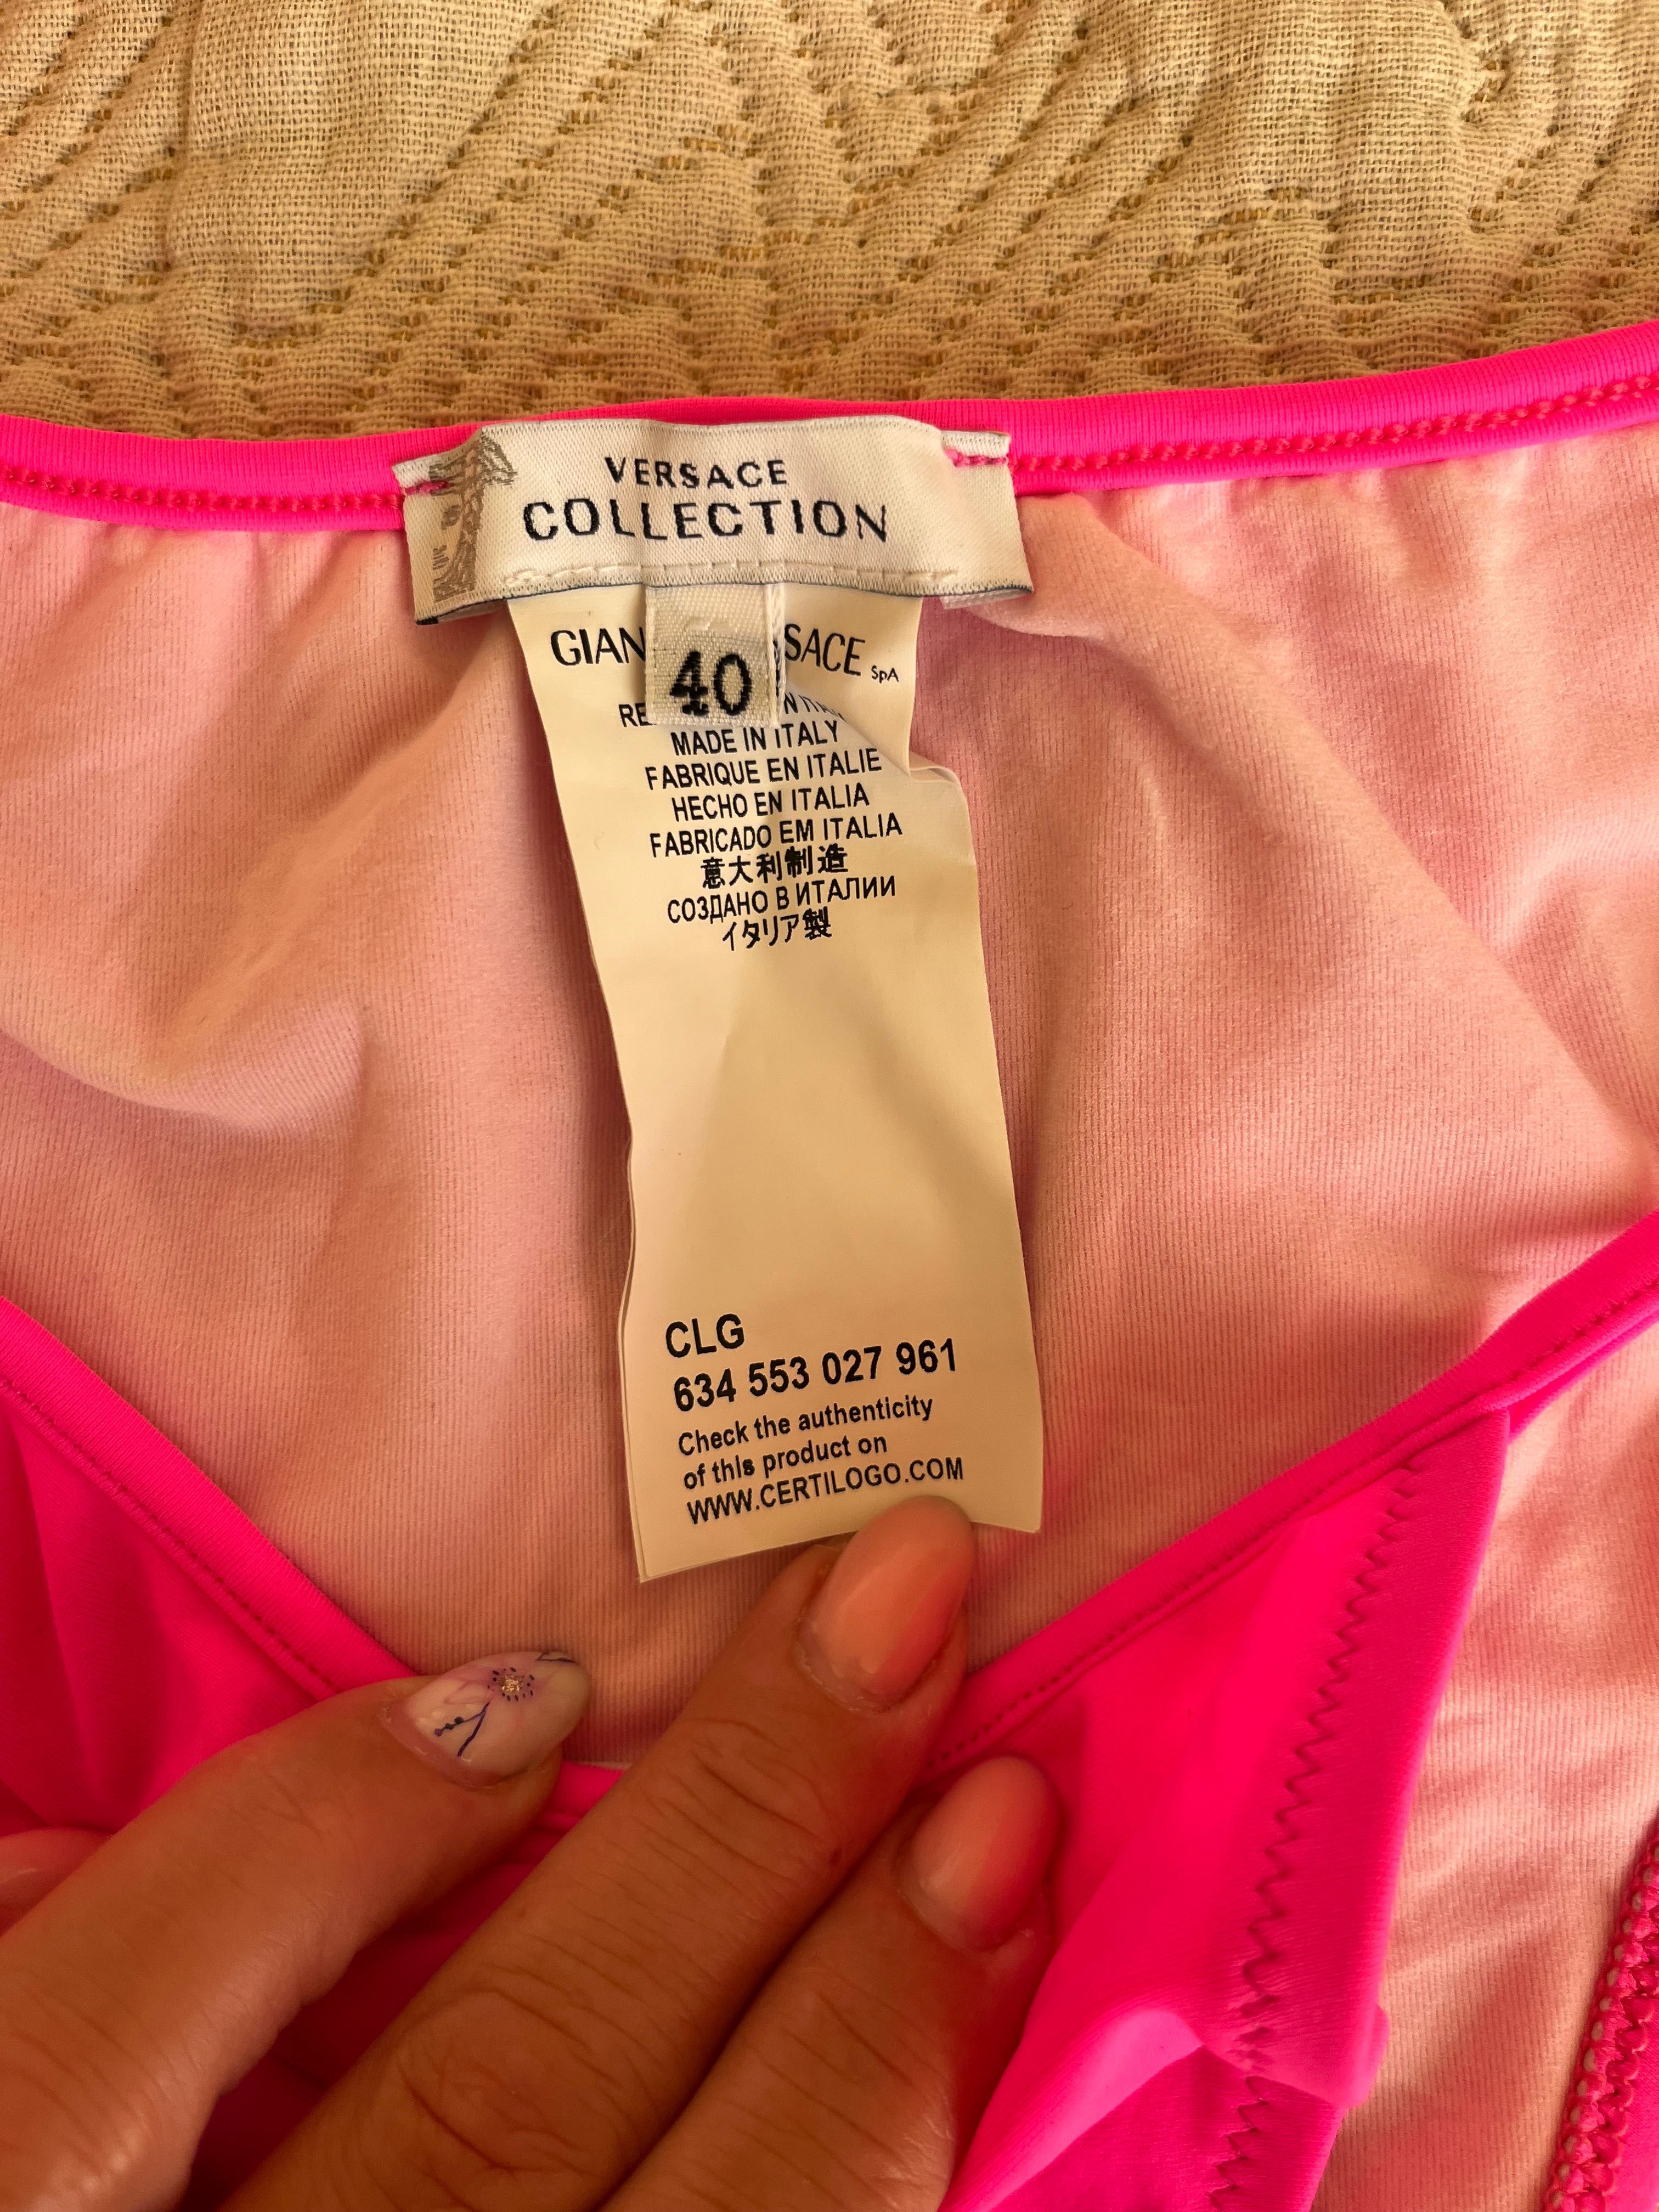 VERSACE
COLLECTION
40
SpA
MADE IN ITALY
FABRIQUE EN ITALIE
HECHO EN ITALIA
FABRICADO EM ITALIA
意大利制造
СОЗДАНО В ИТАЛИИ
イタリア製
CLG
634 553 027 961
Check the authenticity
of this product on
WWW.CERTILOGO.COM